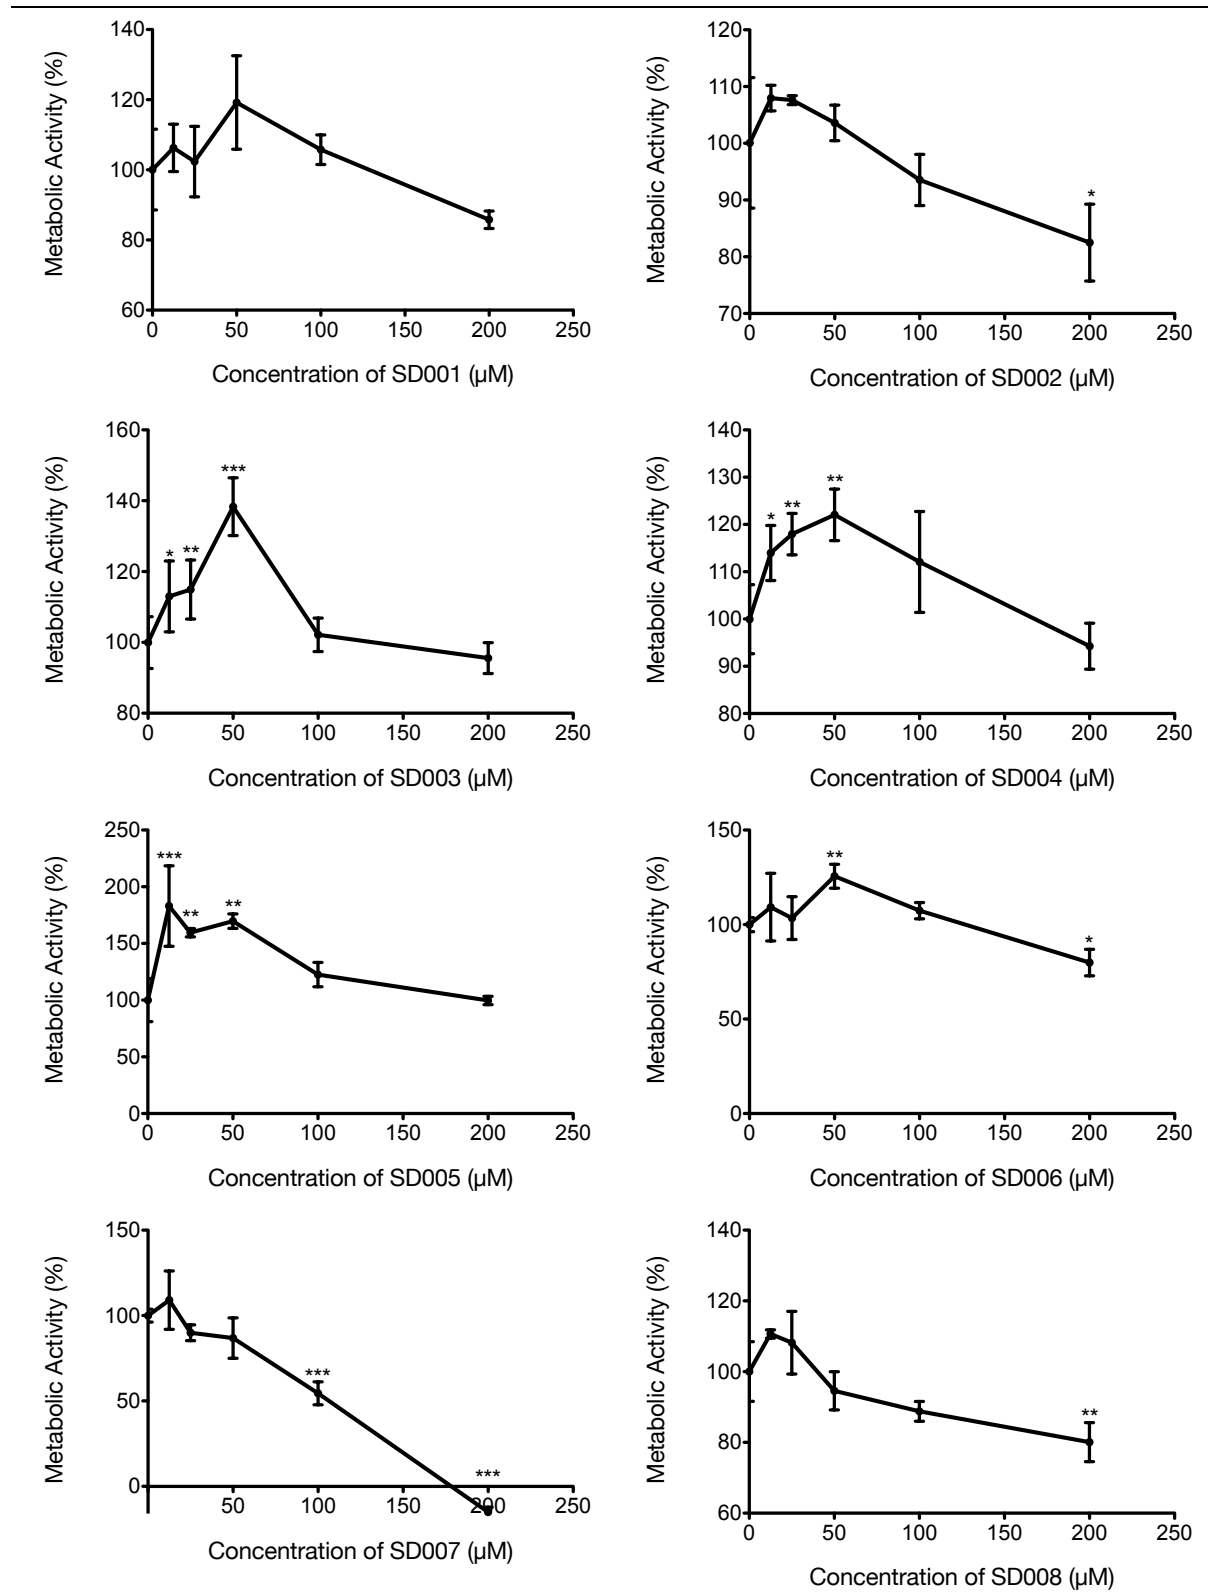 140
120
100
80
60
0 50 100 150 200 250
Metabolic Activity (%)
Concentration of SD001 (µM)
120
110
100
90
80
70
*
0 50 100 150 200 250
Metabolic Activity (%)
Concentration of SD002 (µM)
160
140
120
100
80
* ** ***
0 50 100 150 200 250
Metabolic Activity (%)
Concentration of SD003 (µM)
140
130
120
110
100
90
80
* ** **
0 50 100 150 200 250
Metabolic Activity (%)
Concentration of SD004 (µM)
250
200
150
100
50
0
*** ** **
0 50 100 150 200 250
Metabolic Activity (%)
Concentration of SD005 (µM)
150
100
50
0
** *
0 50 100 150 200 250
Metabolic Activity (%)
Concentration of SD006 (µM)
150
100
50
0
*** ***
50 100 150 200 250
Metabolic Activity (%)
Concentration of SD007 (µM)
140
120
100
80
60
**
0 50 100 150 200 250
Metabolic Activity (%)
Concentration of SD008 (µM)